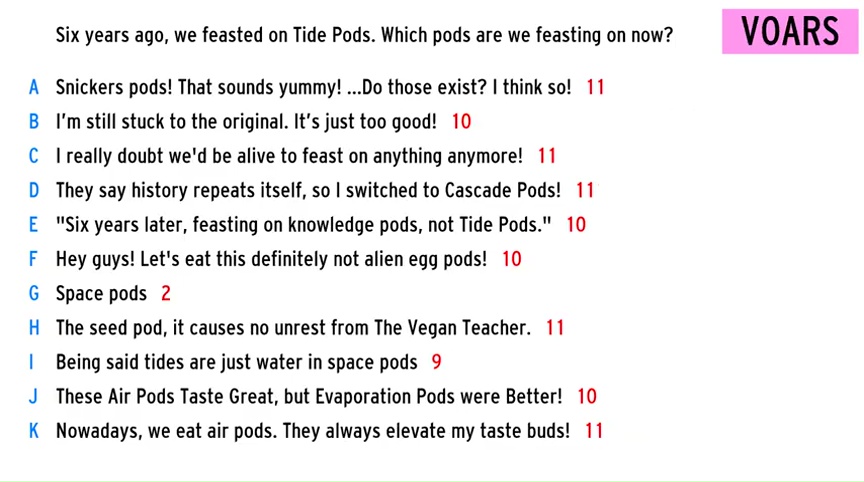 Six years ago, we feasted on Tide Pods. Which pods are we feasting on now?
VOARS
A Snickers pods! That sounds yummy! ...Do those exist? I think so! 11
B I'm still stuck to the original. It's just too good! 10
C I really doubt we'd be alive to feast on anything anymore! 11
D They say history repeats itself, so I switched to Cascade Pods! 11
E "Six years later, feasting on knowledge pods, not Tide Pods." 10
F Hey guys! Let's eat this definitely not alien egg pods! 10
G Space pods 2
H The seed pod, it causes no unrest from The Vegan Teacher. 11
I Being said tides are just water in space pods 9
J These Air Pods Taste Great, but Evaporation Pods were Better! 10
K Nowadays, we eat air pods. They always elevate my taste buds! 11